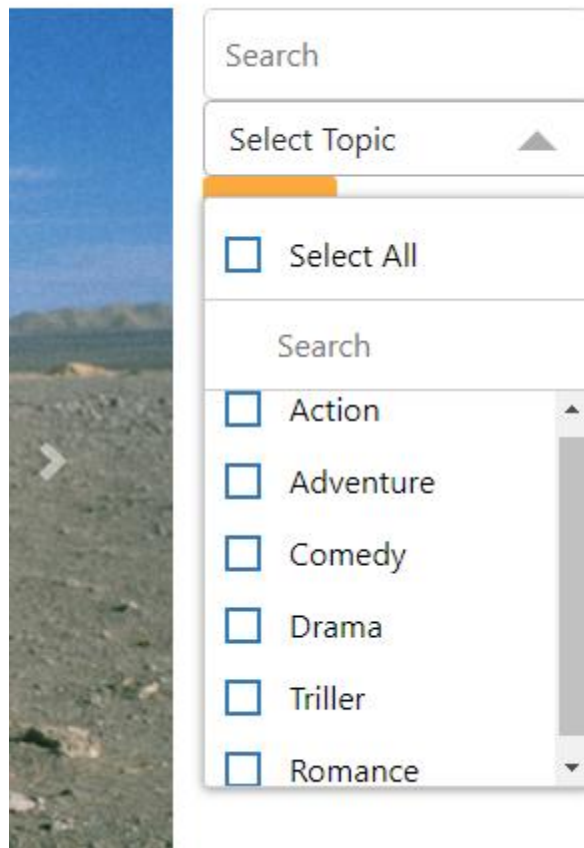 Search
Select Topic
Select All
Search
Action
Adventure
Comedy
Drama
Triller
Romance